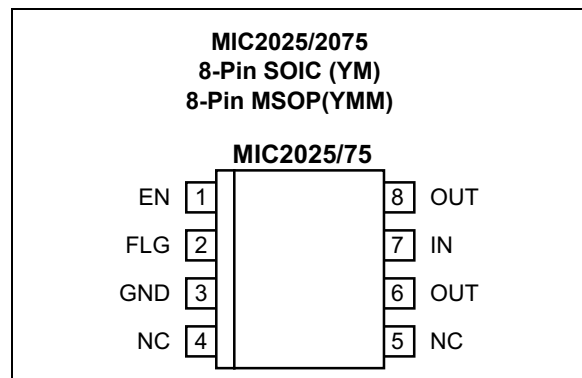 MIC2025/2075
8-Pin SOIC (YM)
8-Pin MSOP(YMM)
MIC2025/75
EN 1 8 OUT
FLG 2 7 IN
GND 3 6 OUT
NC 4 5 NC